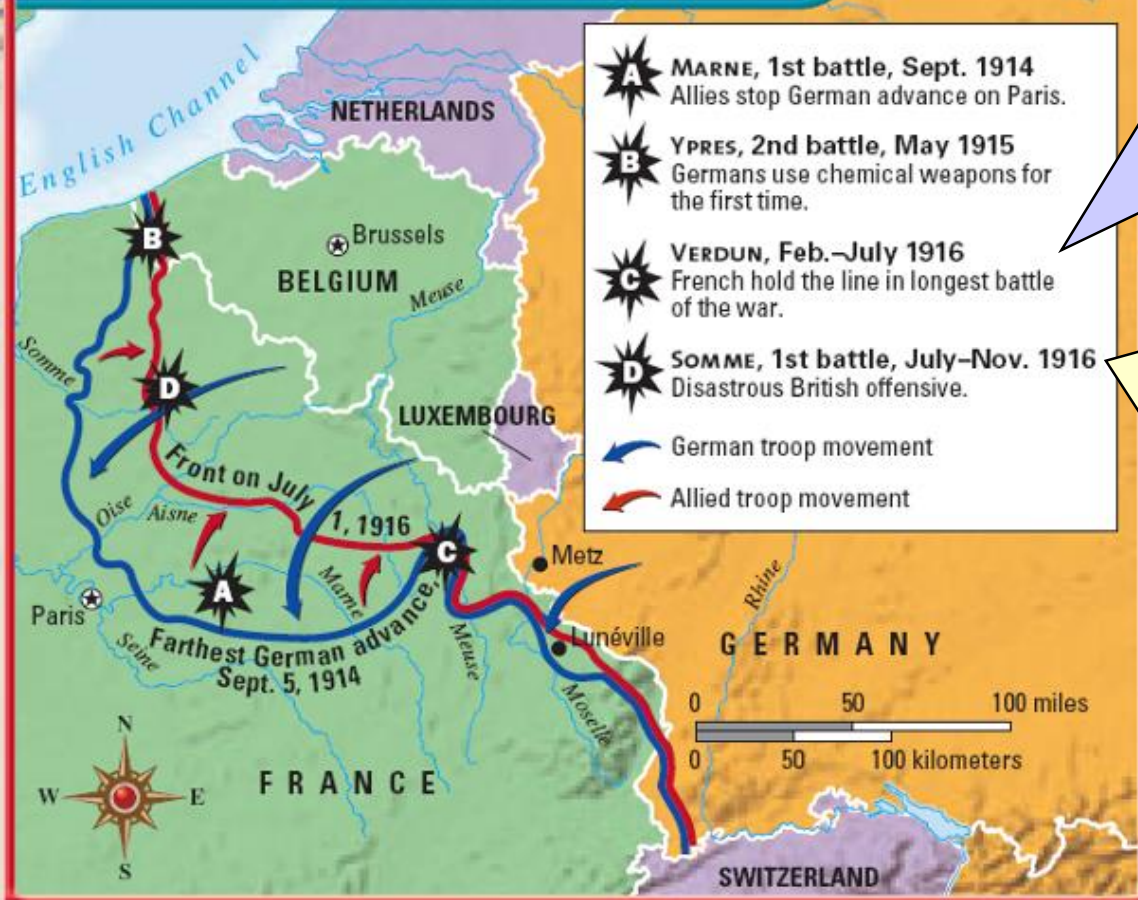 English Channel
NETHERLANDS
B
Brussels
BELGIUM
Meuse
Somme
D
LUXEMBOURG
Front on July 1, 1916
Oise
Aisne
C
Metz
A
Marne
Paris
Seine
Farthest German advance,
Sept. 5, 1914
Meuse
Lunéville
Moselle
Rhine
GERMANY
FRANCE
SWITZERLAND
N
W
E
S
0 50 100 miles
0 50 100 kilometers
A MARNE, 1st battle, Sept. 1914
Allies stop German advance on Paris.
B YPRES, 2nd battle, May 1915
Germans use chemical weapons for
the first time.
C VERDUN, Feb.–July 1916
French hold the line in longest battle
of the war.
D SOMME, 1st battle, July–Nov. 1916
Disastrous British offensive.
German troop movement
Allied troop movement